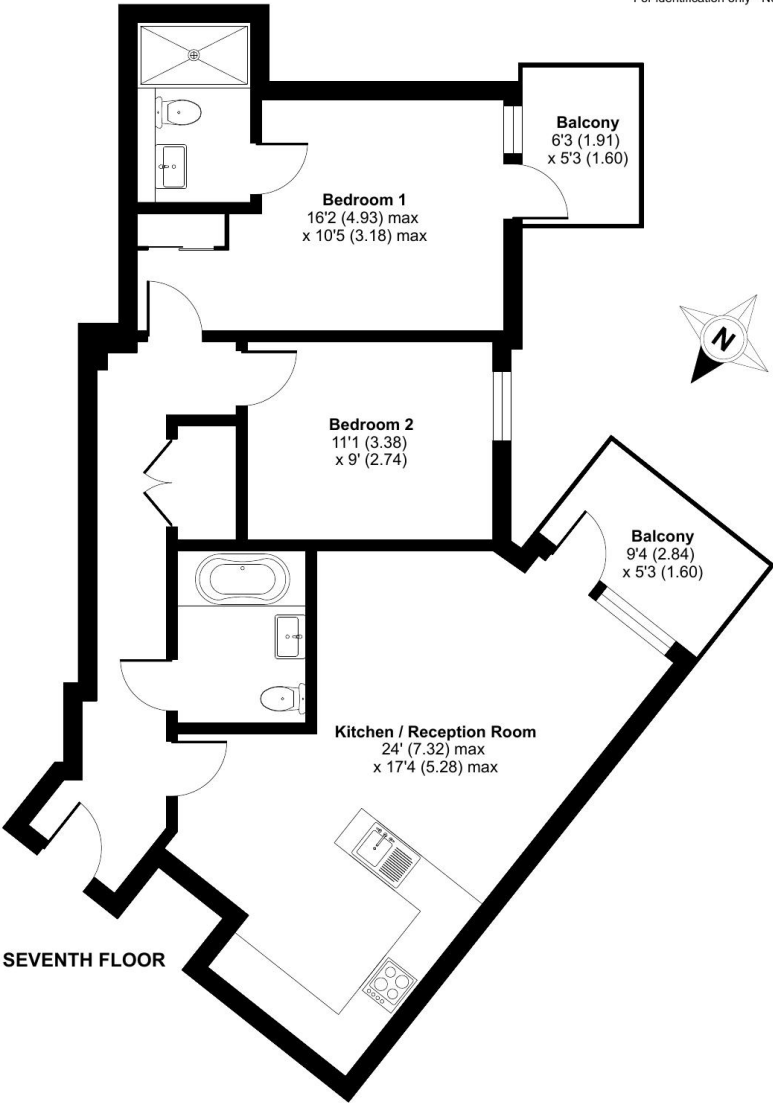 Balcony
6'3 (1.91)
x 5'3 (1.60)
Bedroom 1
16'2 (4.93) max
x 10'5 (3.18) max
N
Bedroom 2
11'1 (3.38)
x 9' (2.74)
Balcony
9'4 (2.84)
x 5'3 (1.60)
Kitchen / Reception Room
24' (7.32) max
x 17'4 (5.28) max
SEVENTH FLOOR